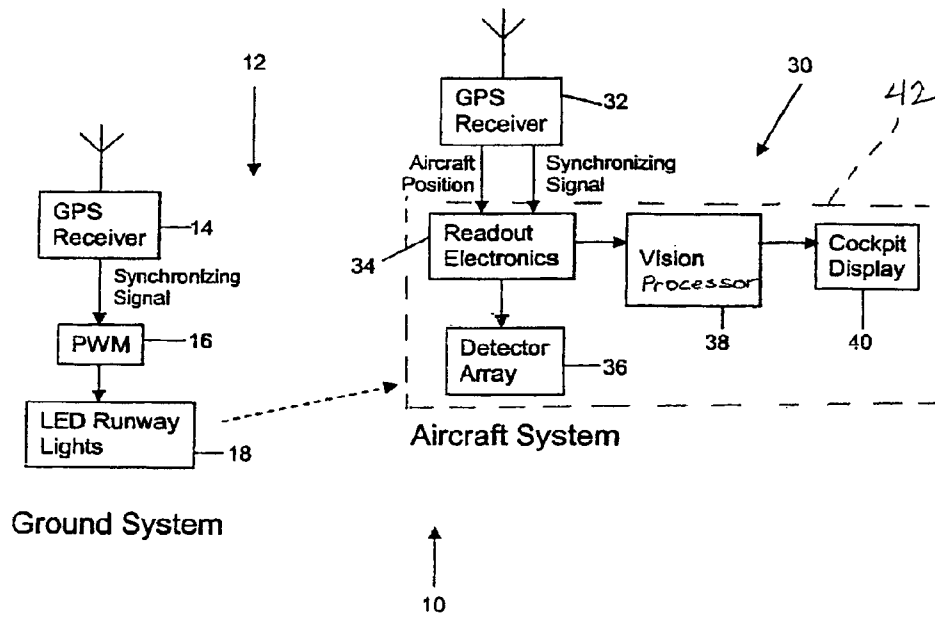 12
GPS
Receiver
14
Synchronizing
Signal
PWM
16
LED Runway
Lights
18
Ground System
GPS
Receiver
32
30
42
Aircraft
Position
Synchronizing
Signal
Readout
Electronics
34
Vision
Processor
38
Cockpit
Display
40
Detector
Array
36
Aircraft System
10